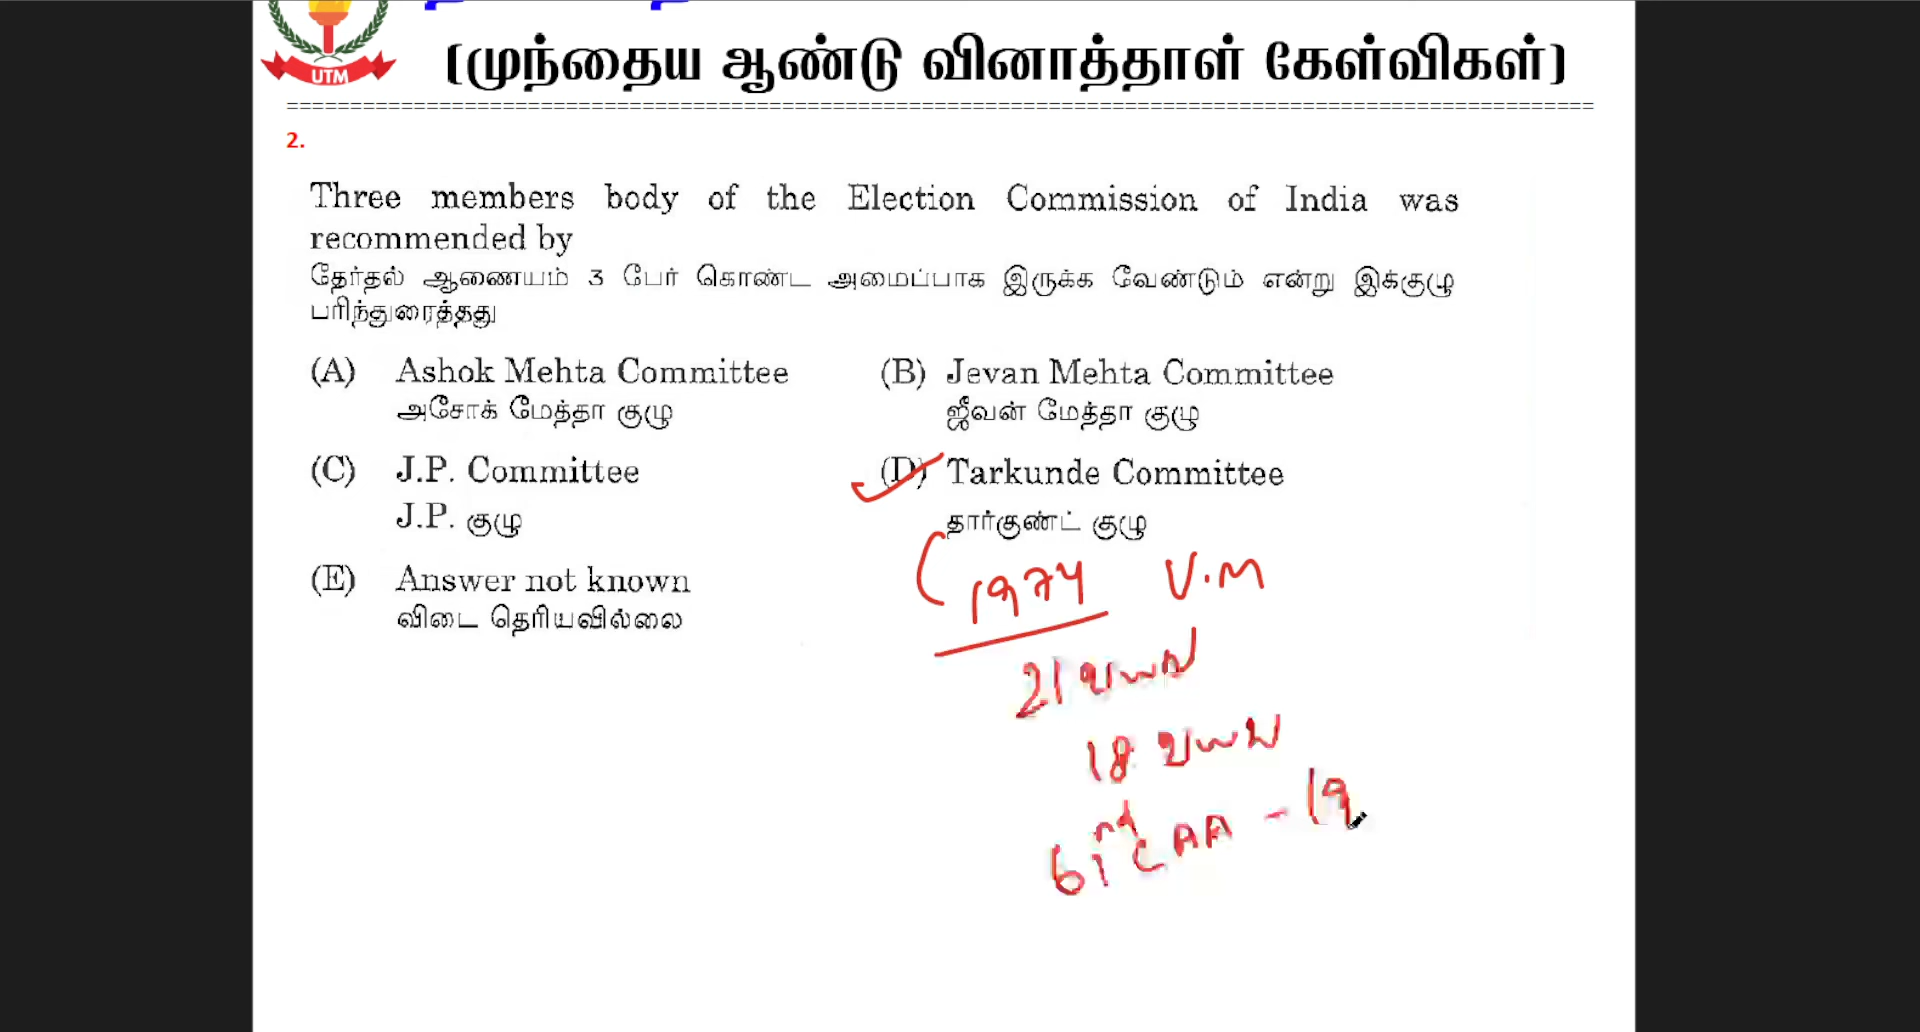 UTM
(முந்தைய ஆண்டு வினாத்தாள் கேள்விகள்)
2.
Three members body of the Election Commission of India was
recommended by
தேர்தல் ஆணையம் 3 பேர் கொண்ட அமைப்பாக இருக்க வேண்டும் என்று இக்குழு
பரிந்துரைத்தது
(A) Ashok Mehta Committee (B) Jevan Mehta Committee
அசோக் மேத்தா குழு ஜீவன் மேத்தா குழு
(C) J.P. Committee (D) Tarkunde Committee
J.P. குழு தார்குண்ட் குழு
(E) Answer not known
விடை தெரியவில்லை
1974 V.M
21 வயது
18 வயது
61 CAA - 19